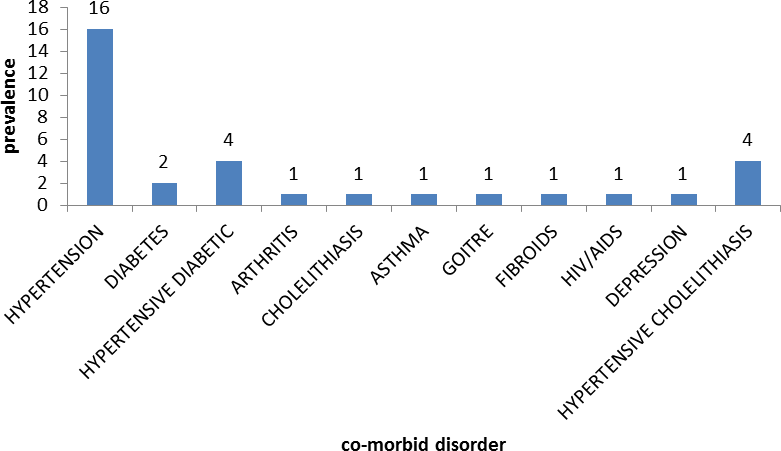 prevalence
18
16
14
12
10
8
6
4
2
0
16
2
4
1
1
1
1
1
1
1
4
HYPERTENSION
DIABETES
HYPERTENSIVE DIABETIC
ARTHRITIS
CHOLELITHIASIS
ASTHMA
GOITRE
FIBROIDS
HIV/AIDS
DEPRESSION
HYPERTENSIVE CHOLELITHIASIS
co-morbid disorder